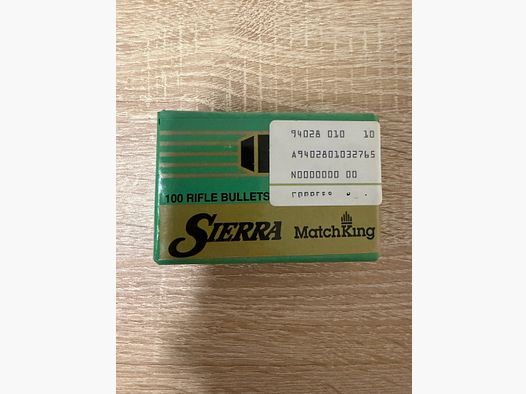 94028 010 10
A9402801032765
N0000000 00
100 RIFLE BULLETS
SIERRA MatchKing